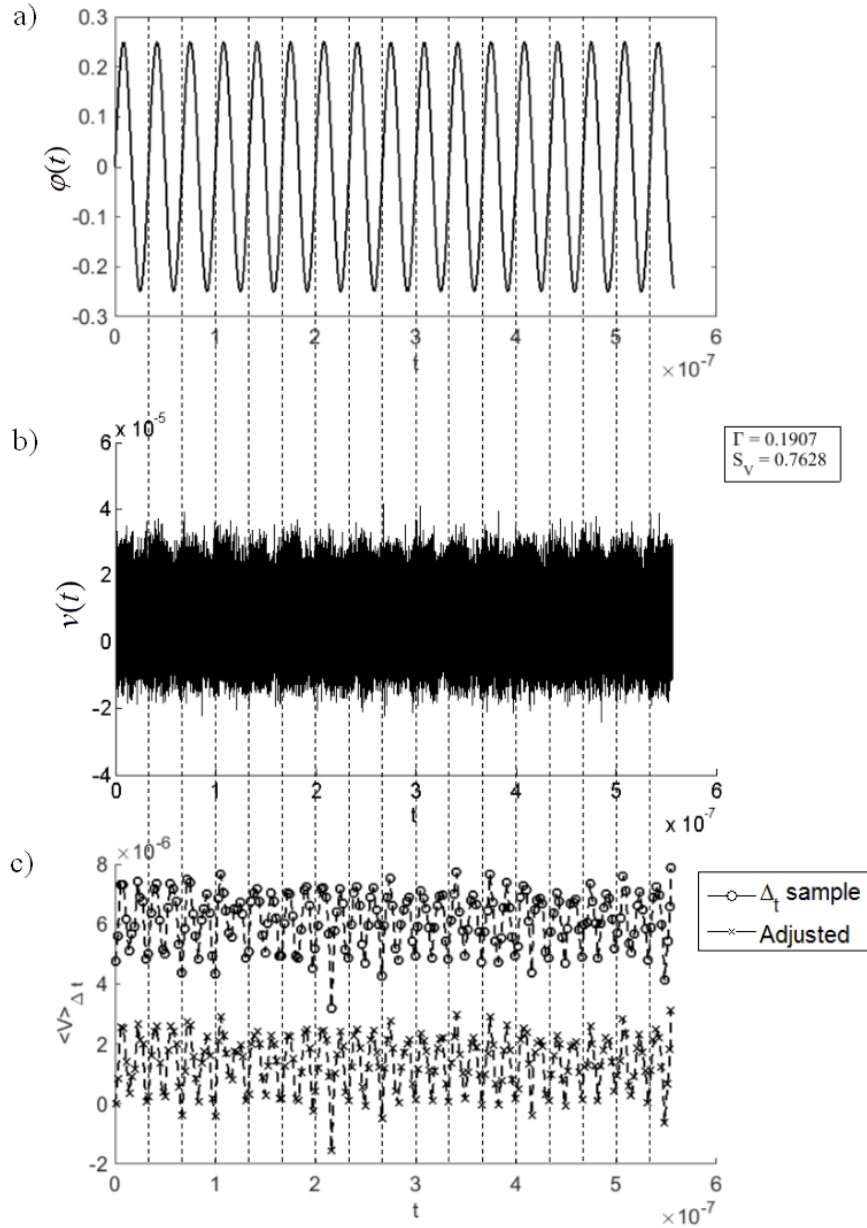 a)
0.3
0.2
0.1
0
-0.1
-0.2
-0.3
φ(t)
0 1 2 3 4 5 6
t
×10⁻⁷
b)
x 10⁻⁵
6
4
2
0
-2
-4
v(t)
0 1 2 3 4 5 6
t
x 10⁻⁷
Γ = 0.1907
S_V = 0.7628
c)
×10⁻⁶
8
6
4
2
0
-2
<V>_Δt
0 1 2 3 4 5 6
t
×10⁻⁷
Δ_t sample
Adjusted